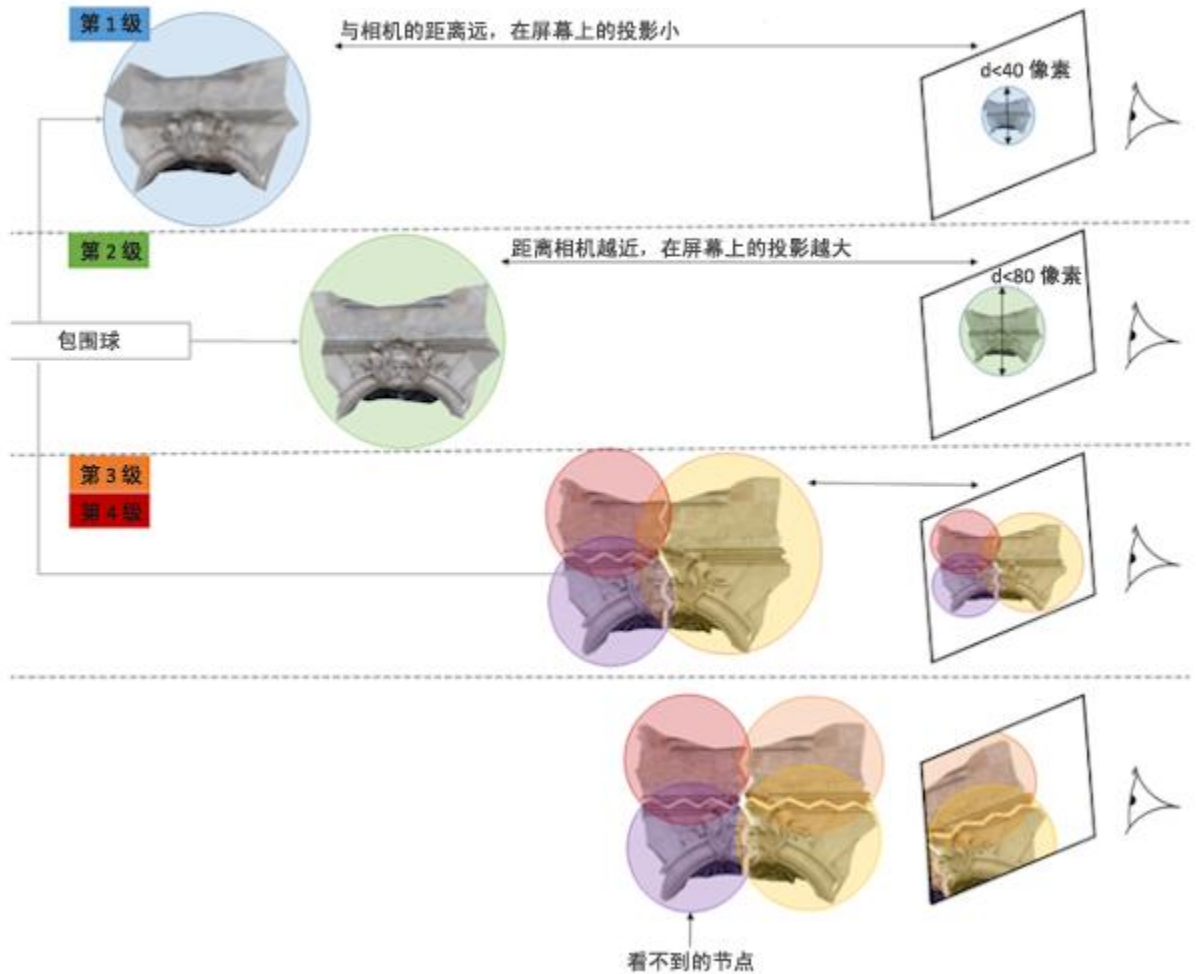 第1级
与相机的距离远，在屏幕上的投影小
d<40 像素
第2级
距离相机越近，在屏幕上的投影越大
d<80 像素
包围球
第3级
第4级
看不到的节点